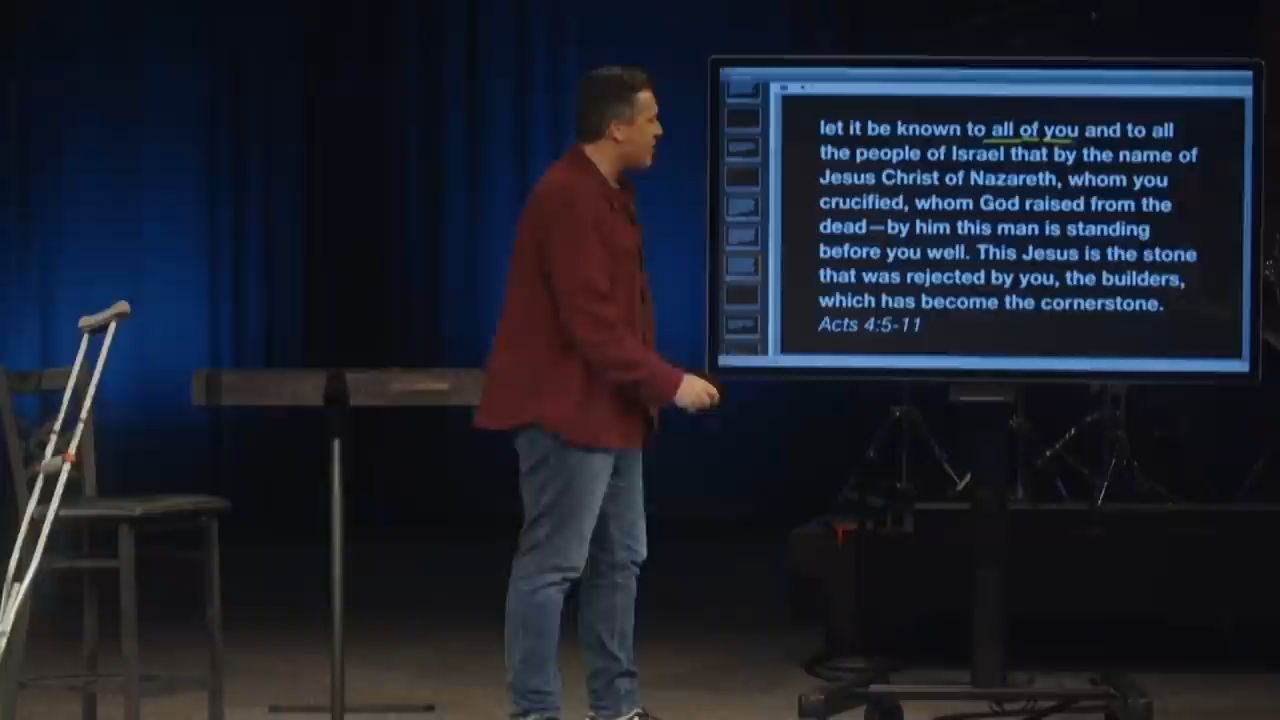 let it be known to all of you and to all
the people of Israel that by the name of
Jesus Christ of Nazareth, whom you
crucified, whom God raised from the
dead—by him this man is standing
before you well. This Jesus is the stone
that was rejected by you, the builders,
which has become the cornerstone.
Acts 4:5-11